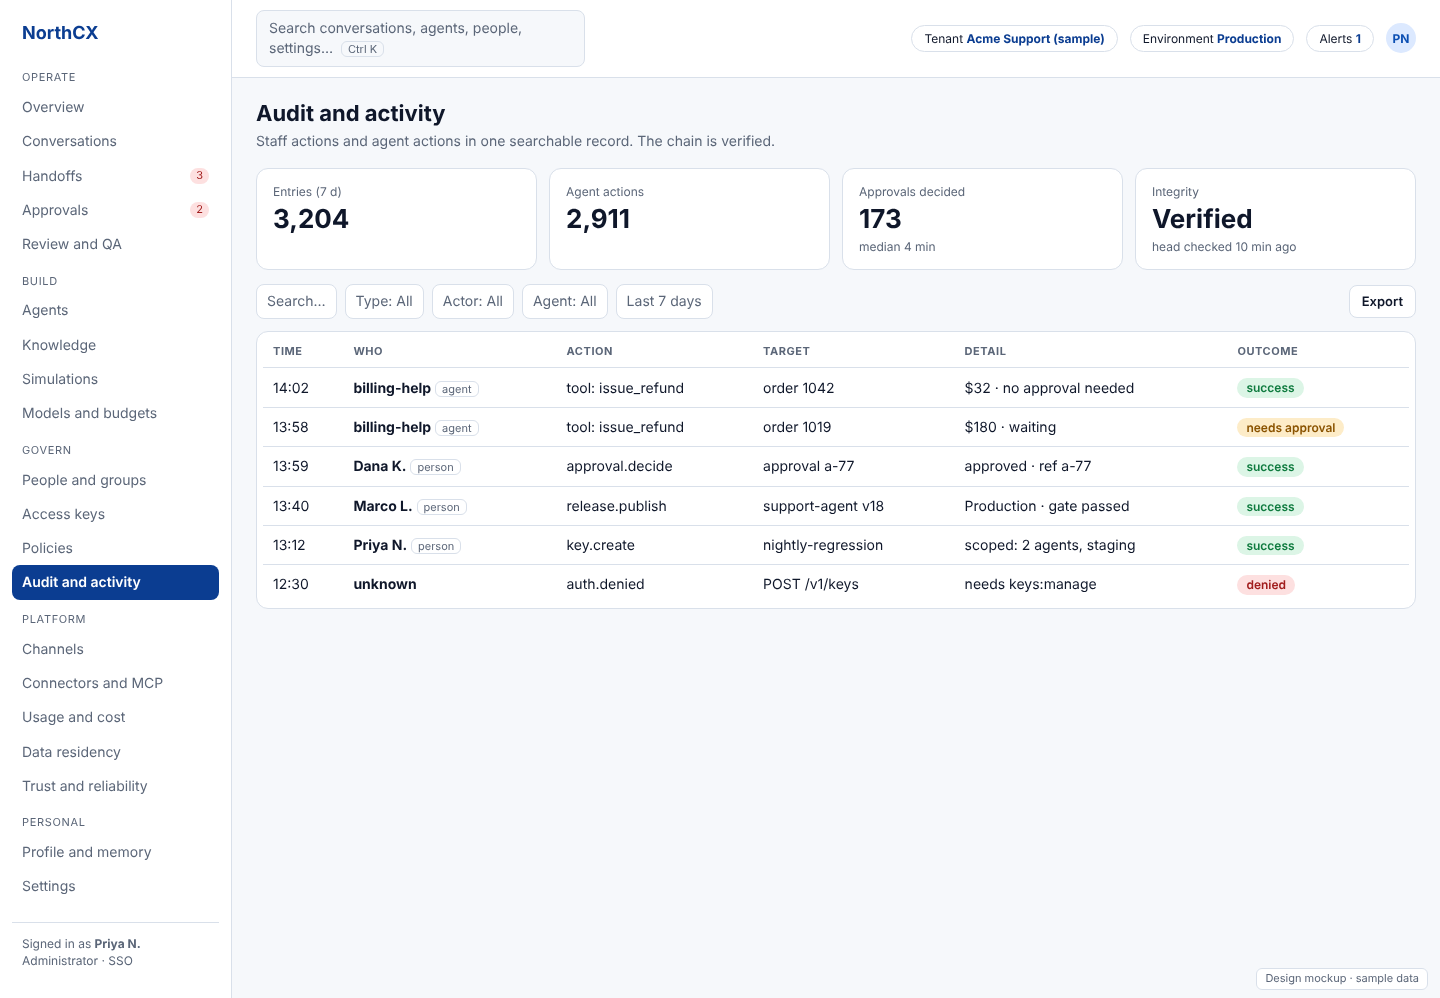 NorthCX
OPERATE
Overview
Conversations
Handoffs 3
Approvals 2
Review and QA
BUILD
Agents
Knowledge
Simulations
Models and budgets
GOVERN
People and groups
Access keys
Policies
Audit and activity
PLATFORM
Channels
Connectors and MCP
Usage and cost
Data residency
Trust and reliability
PERSONAL
Profile and memory
Settings
Signed in as Priya N.
Administrator · SSO
Search conversations, agents, people,
settings... Ctrl K
Tenant Acme Support (sample) Environment Production Alerts 1 PN
Audit and activity
Staff actions and agent actions in one searchable record. The chain is verified.
Entries (7 d)
3,204
Agent actions
2,911
Approvals decided
173
median 4 min
Integrity
Verified
head checked 10 min ago
Search... Type: All Actor: All Agent: All Last 7 days Export
TIME WHO ACTION TARGET DETAIL OUTCOME
14:02 billing-help agent tool: issue_refund order 1042 $32 · no approval needed success
13:58 billing-help agent tool: issue_refund order 1019 $180 · waiting needs approval
13:59 Dana K. person approval.decide approval a-77 approved · ref a-77 success
13:40 Marco L. person release.publish support-agent v18 Production · gate passed success
13:12 Priya N. person key.create nightly-regression scoped: 2 agents, staging success
12:30 unknown auth.denied POST /v1/keys needs keys:manage denied
Design mockup · sample data